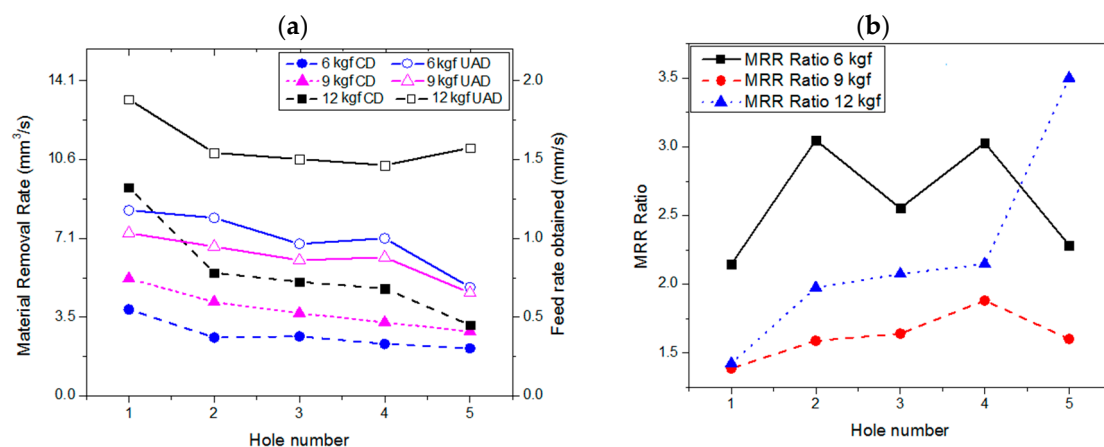 (a)
Material Removal Rate (mm³/s)
14.1
10.6
7.1
3.5
0.0
6 kgf CD
6 kgf UAD
9 kgf CD
9 kgf UAD
12 kgf CD
12 kgf UAD
2.0
1.5
1.0
0.5
0.0
Feed rate obtained (mm/s)
1 2 3 4 5
Hole number
(b)
MRR Ratio
3.5
3.0
2.5
2.0
1.5
MRR Ratio 6 kgf
MRR Ratio 9 kgf
MRR Ratio 12 kgf
1 2 3 4 5
Hole number